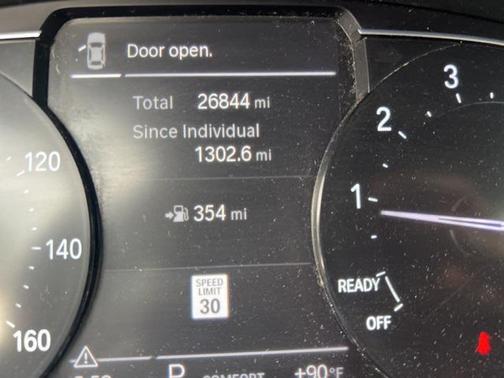 Door open.
Total 26844 mi
Since Individual
1302.6 mi
354 mi
SPEED
LIMIT
30
120
140
160
3
2
1
READY
OFF
P COMFORT +90°F